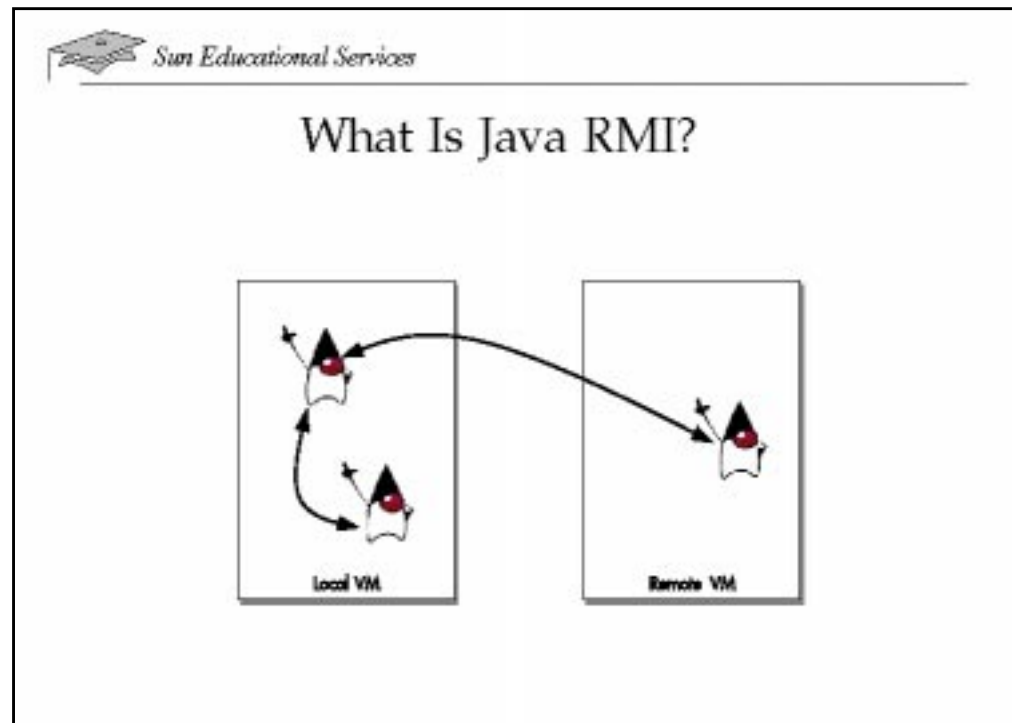 Sun Educational Services
What Is Java RMI?
Local VM
Remote VM